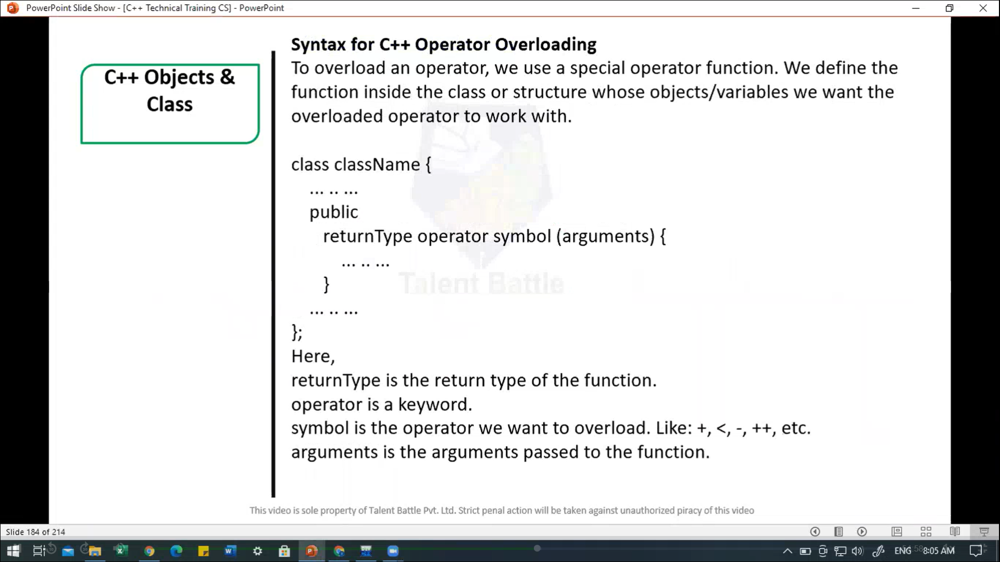 PowerPoint Slide Show - [C++ Technical Training CS] - PowerPoint
C++ Objects &
Class
Syntax for C++ Operator Overloading
To overload an operator, we use a special operator function. We define the
function inside the class or structure whose objects/variables we want the
overloaded operator to work with.
class className {
... .. ...
public
returnType operator symbol (arguments) {
... .. ...
}
... .. ...
};
Here,
returnType is the return type of the function.
operator is a keyword.
symbol is the operator we want to overload. Like: +, <, -, ++, etc.
arguments is the arguments passed to the function.
Talent Battle
This video is sole property of Talent Battle Pvt. Ltd. Strict penal action will be taken against unauthorized piracy of this video
Slide 184 of 214
ENG 8:05 AM